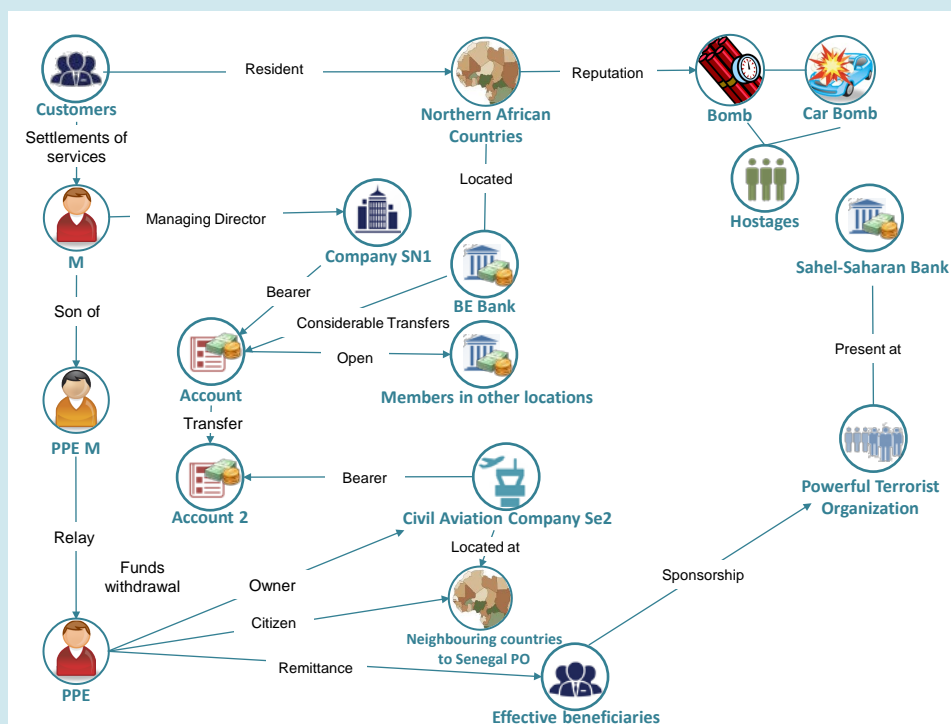 Resident
Reputation
Customers
Northern African
Countries
Bomb
Car Bomb
Settlements of
services
Located
Managing Director
Hostages
M
Company SN1
Sahel-Saharan Bank
Bearer
BE Bank
Son of
Considerable Transfers
Open
Present at
Account
Members in other locations
Transfer
PPE M
Bearer
Account 2
Civil Aviation Company Se2
Powerful Terrorist
Organization
Relay
Located at
Funds
withdrawal
Owner
Sponsorship
Citizen
Neighbouring countries
to Senegal PO
Remittance
PPE
Effective beneficiaries